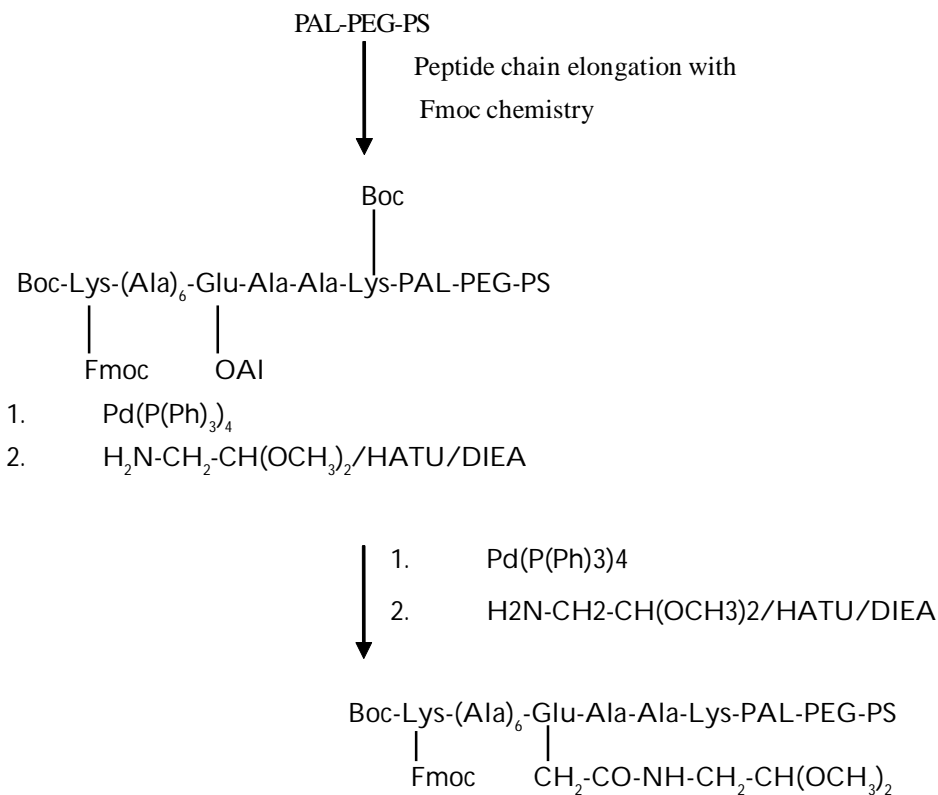 PAL-PEG-PS
Peptide chain elongation with
Fmoc chemistry
Boc
Boc-Lys-(Ala)₆-Glu-Ala-Ala-Lys-PAL-PEG-PS
Fmoc OAl
1. Pd(P(Ph)₃)₄
2. H₂N-CH₂-CH(OCH₃)₂/HATU/DIEA
1. Pd(P(Ph)3)4
2. H2N-CH2-CH(OCH3)2/HATU/DIEA
Boc-Lys-(Ala)₆-Glu-Ala-Ala-Lys-PAL-PEG-PS
Fmoc CH₂-CO-NH-CH₂-CH(OCH₃)₂